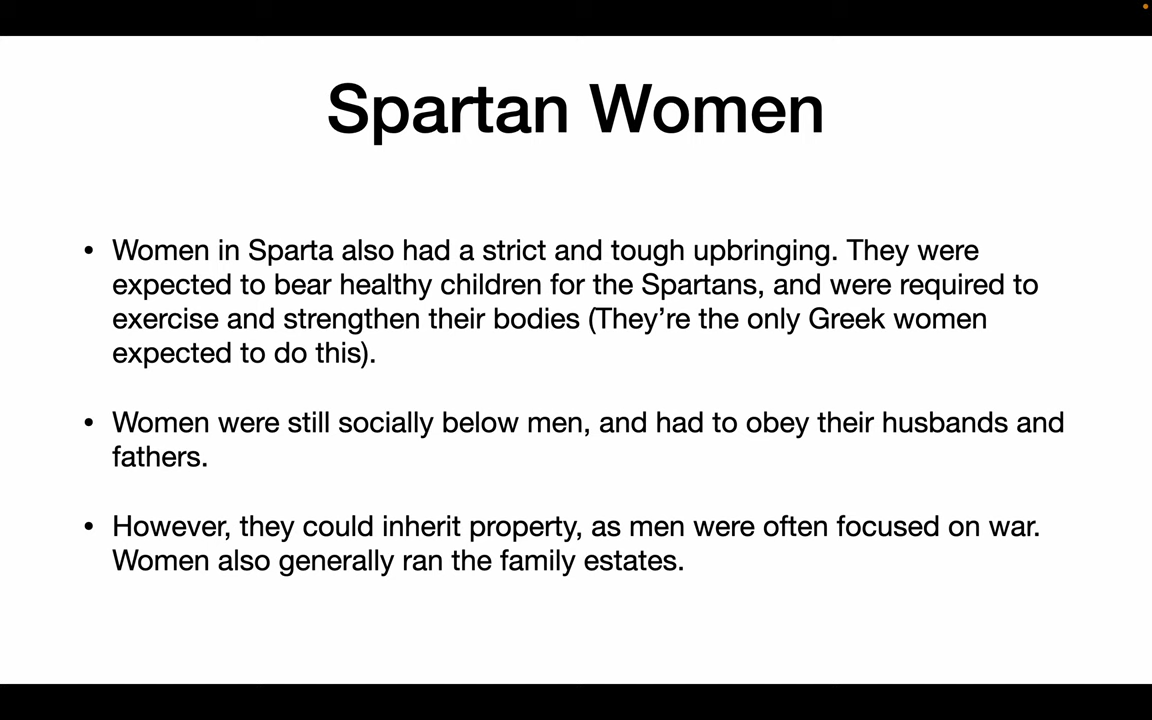 Spartan Women
• Women in Sparta also had a strict and tough upbringing. They were
expected to bear healthy children for the Spartans, and were required to
exercise and strengthen their bodies (They’re the only Greek women
expected to do this).
• Women were still socially below men, and had to obey their husbands and
fathers.
• However, they could inherit property, as men were often focused on war.
Women also generally ran the family estates.